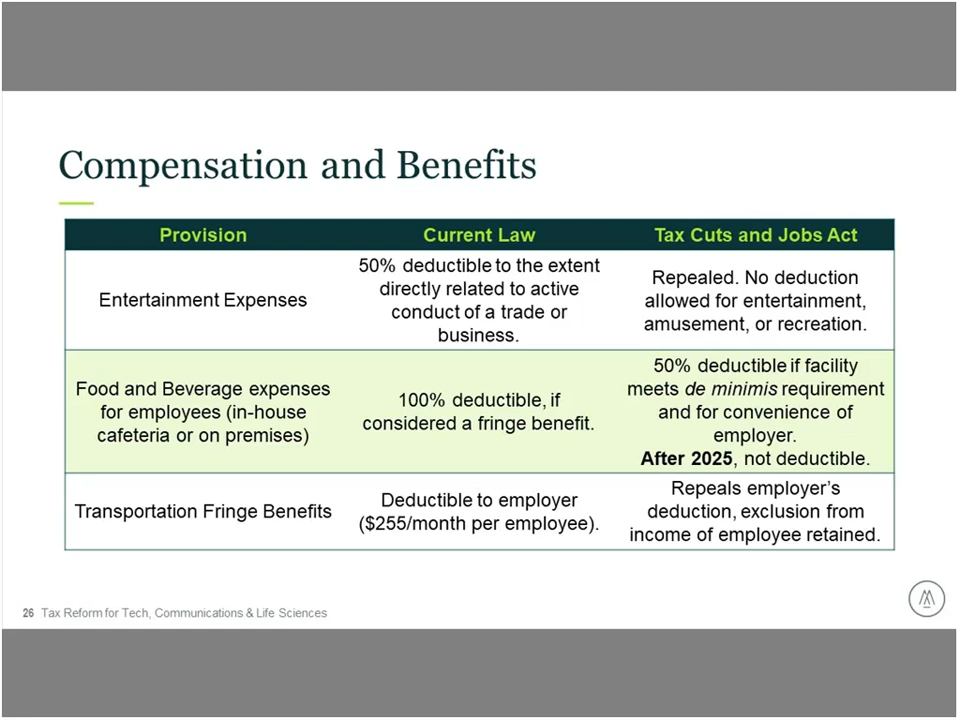 Compensation and Benefits
Provision
Current Law
Tax Cuts and Jobs Act
Entertainment Expenses
50% deductible to the extent
directly related to active
conduct of a trade or
business.
Repealed. No deduction
allowed for entertainment,
amusement, or recreation.
Food and Beverage expenses
for employees (in-house
cafeteria or on premises)
100% deductible, if
considered a fringe benefit.
50% deductible if facility
meets de minimis requirement
and for convenience of
employer.
After 2025, not deductible.
Transportation Fringe Benefits
Deductible to employer
($255/month per employee).
Repeals employer's
deduction, exclusion from
income of employee retained.
26 Tax Reform for Tech, Communications & Life Sciences